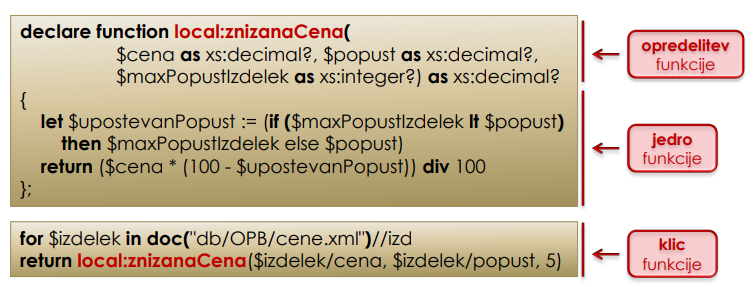 declare function local:znizanaCena(
$cena as xs:decimal?, $popust as xs:decimal?,
$maxPopustIzdelek as xs:integer?) as xs:decimal?
{
let $upostevanPopust := (if ($maxPopustIzdelek lt $popust)
then $maxPopustIzdelek else $popust)
return ($cena * (100 - $upostevanPopust)) div 100
};
opredelitev
funkcije
jedro
funkcije
for $izdelek in doc("db/OPB/cene.xml")//izd
return local:znizanaCena($izdelek/cena, $izdelek/popust, 5)
klic
funkcije